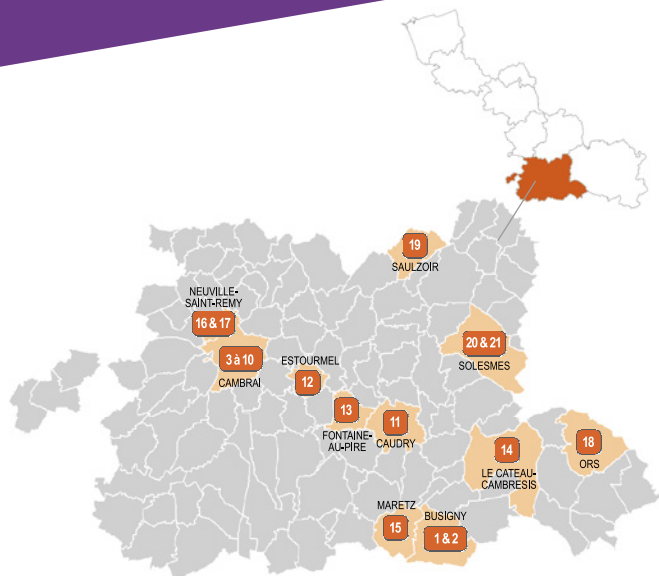 19
SAULZOIR
NEUVILLE-
SAINT-REMY
16 & 17
20 & 21
SOLESMES
3 à 10
CAMBRAI
ESTOURMEL
12
13
FONTAINE-
AU-PIRE
11
CAUDRY
14
LE CATEAU-
CAMBRESIS
18
ORS
MARETZ
15
BUSIGNY
1 & 2